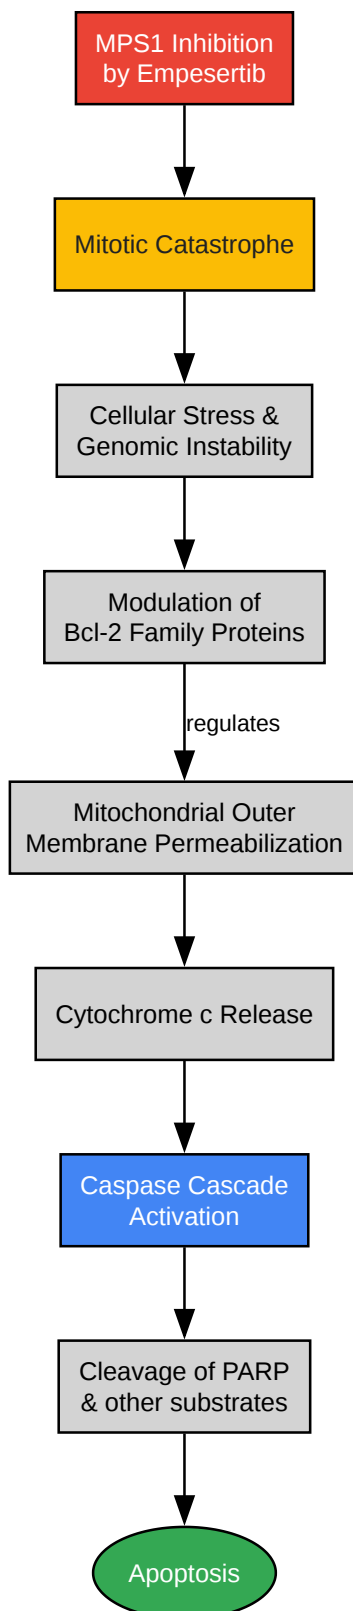 MPS1 Inhibition
by Empesertib
Mitotic Catastrophe
Cellular Stress &
Genomic Instability
Modulation of
Bcl-2 Family Proteins
regulates
Mitochondrial Outer
Membrane Permeabilization
Cytochrome c Release
Caspase Cascade
Activation
Cleavage of PARP
& other substrates
Apoptosis